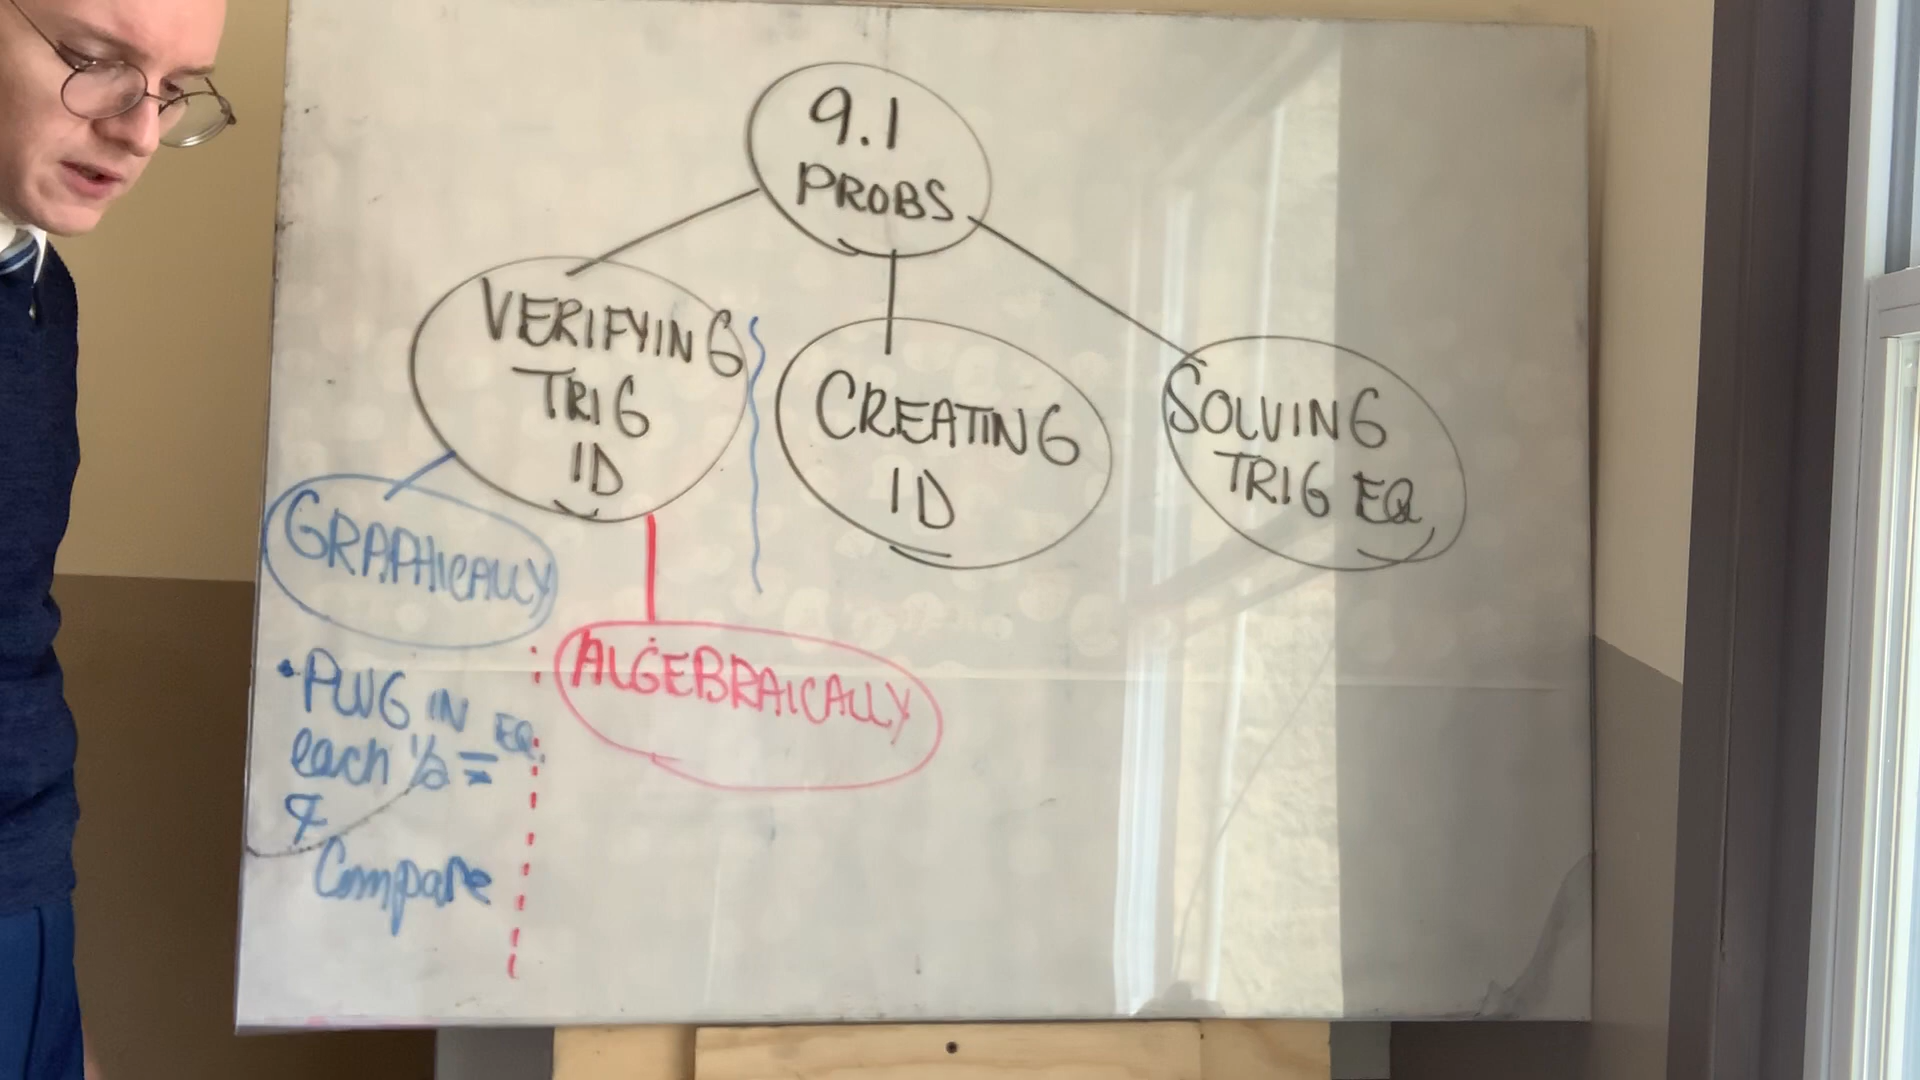 9.1
PROBS
VERIFYING
TRIG
ID
CREATING
ID
SOLVING
TRIG EQ
GRAPHICALLY
• PLUG IN
each 1/2 = EQ.
&
Compare
ALGEBRAICALLY